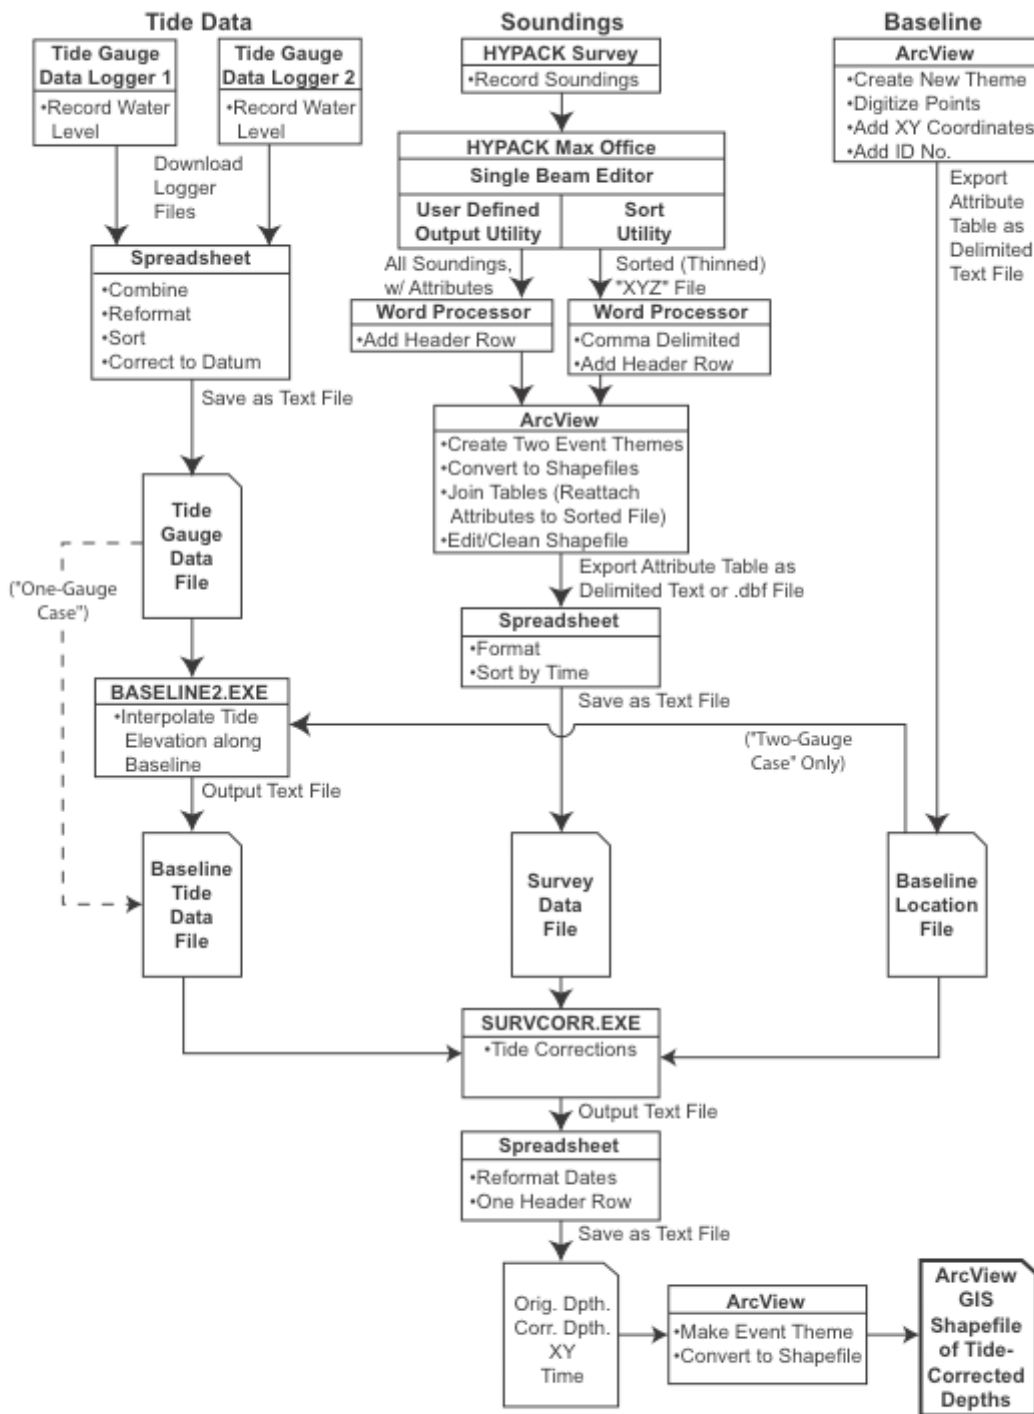 Tide Data
Tide Gauge
Data Logger 1
•Record Water
Level
Tide Gauge
Data Logger 2
•Record Water
Level
Download
Logger
Files
Spreadsheet
•Combine
•Reformat
•Sort
•Correct to Datum
Save as Text File
Tide
Gauge
Data
File
("One-Gauge
Case")
BASELINE2.EXE
•Interpolate Tide
Elevation along
Baseline
Output Text File
Baseline
Tide
Data
File
Soundings
HYPACK Survey
•Record Soundings
HYPACK Max Office
Single Beam Editor
User Defined
Output Utility
Sort
Utility
All Soundings,
w/ Attributes
Sorted (Thinned)
"XYZ" File
Word Processor
•Add Header Row
Word Processor
•Comma Delimited
•Add Header Row
ArcView
•Create Two Event Themes
•Convert to Shapefiles
•Join Tables (Reattach
Attributes to Sorted File)
•Edit/Clean Shapefile
Export Attribute Table as
Delimited Text or .dbf File
Spreadsheet
•Format
•Sort by Time
Save as Text File
Survey
Data
File
Baseline
ArcView
•Create New Theme
•Digitize Points
•Add XY Coordinates
•Add ID No.
Export
Attribute
Table as
Delimited
Text File
("Two-Gauge
Case" Only)
Baseline
Location
File
SURVCORR.EXE
•Tide Corrections
Output Text File
Spreadsheet
•Reformat Dates
•One Header Row
Save as Text File
Orig. Dpth.
Corr. Dpth.
XY
Time
ArcView
•Make Event Theme
•Convert to Shapefile
ArcView
GIS
Shapefile
of Tide-
Corrected
Depths